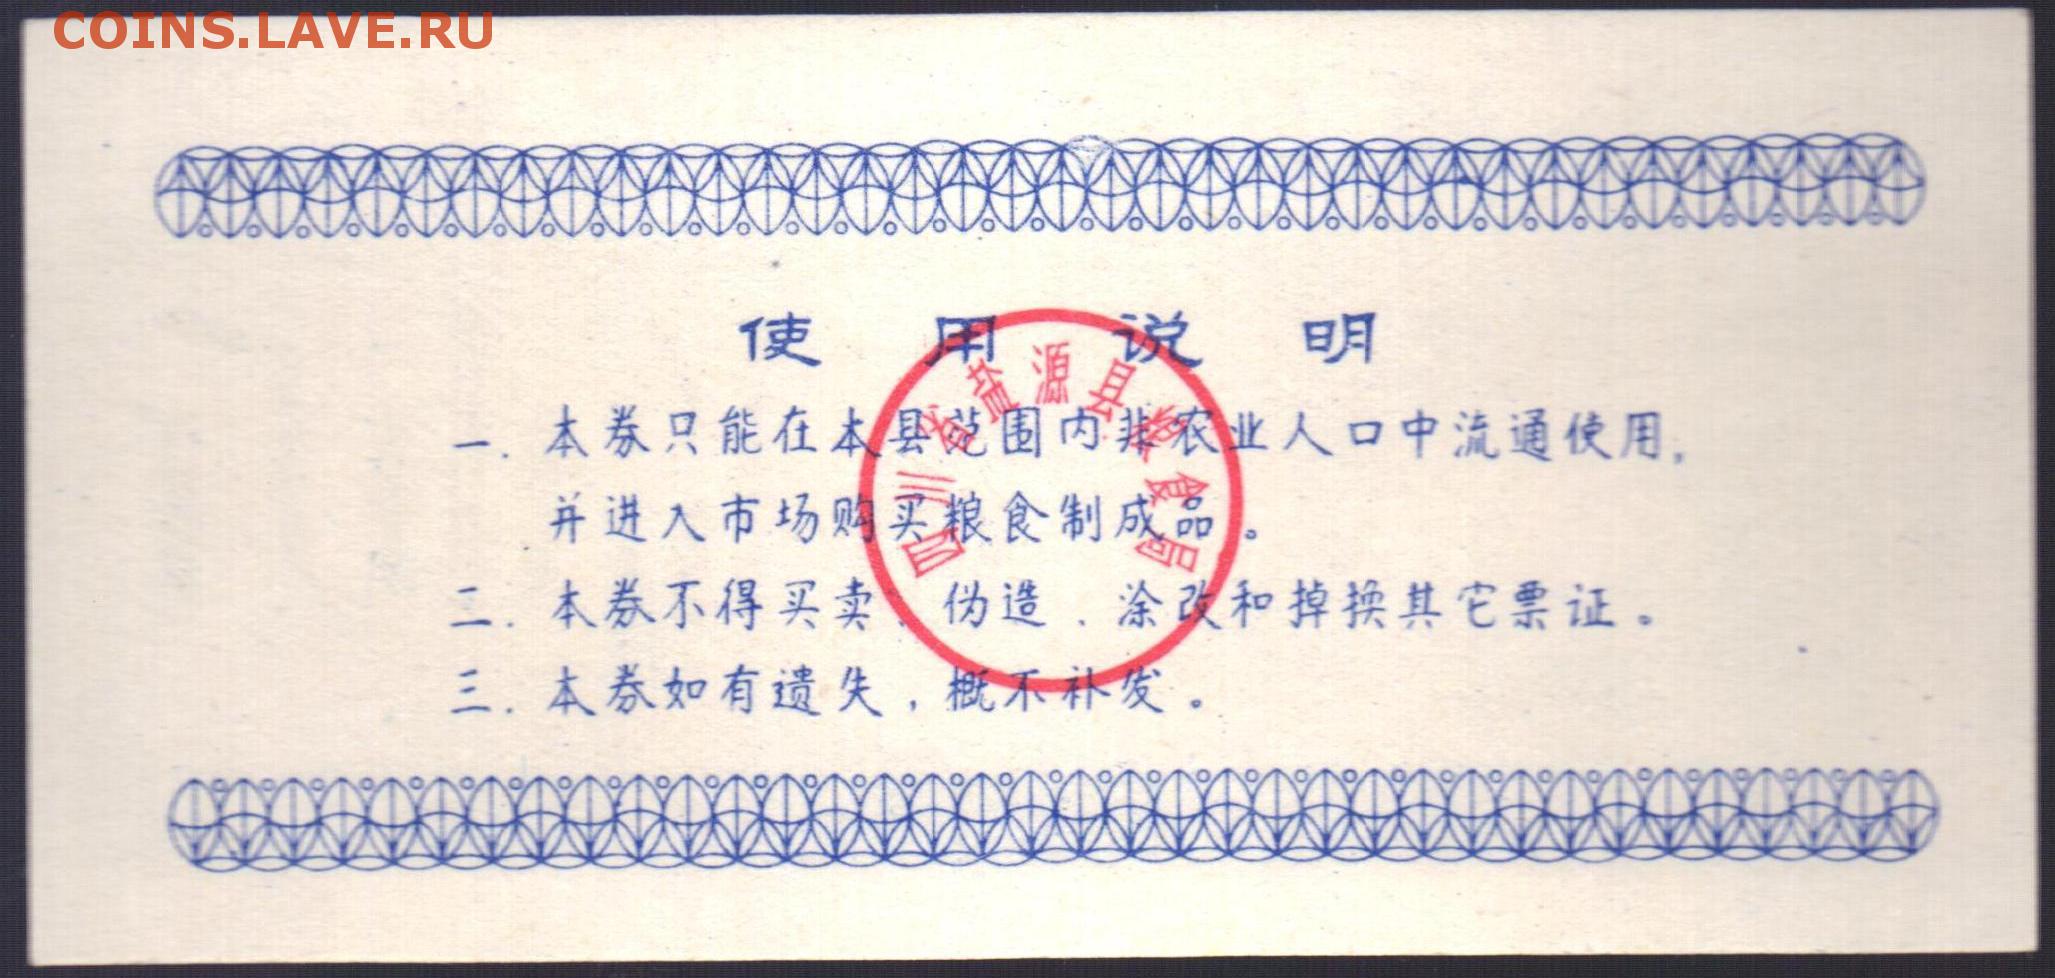 COINS.LAVE.RU
使用说明
四川省盐源县粮食局
一．本券只能在本县范围内非农业人口中流通使用，
并进入市场购买粮食制成品。
二．本券不得买卖、伪造、涂改和掉换其它票证。
三．本券如有遗失，概不补发。